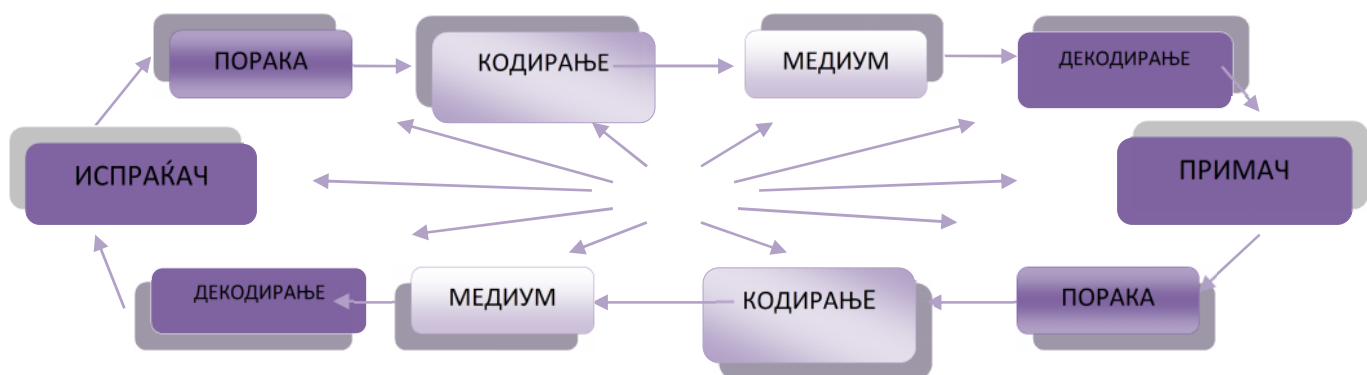 ПОРАКА
КОДИРАЊЕ
МЕДИУМ
ДЕКОДИРАЊЕ
ИСПРАЌАЧ
ПРИМАЧ
ДЕКОДИРАЊЕ
МЕДИУМ
КОДИРАЊЕ
ПОРАКА